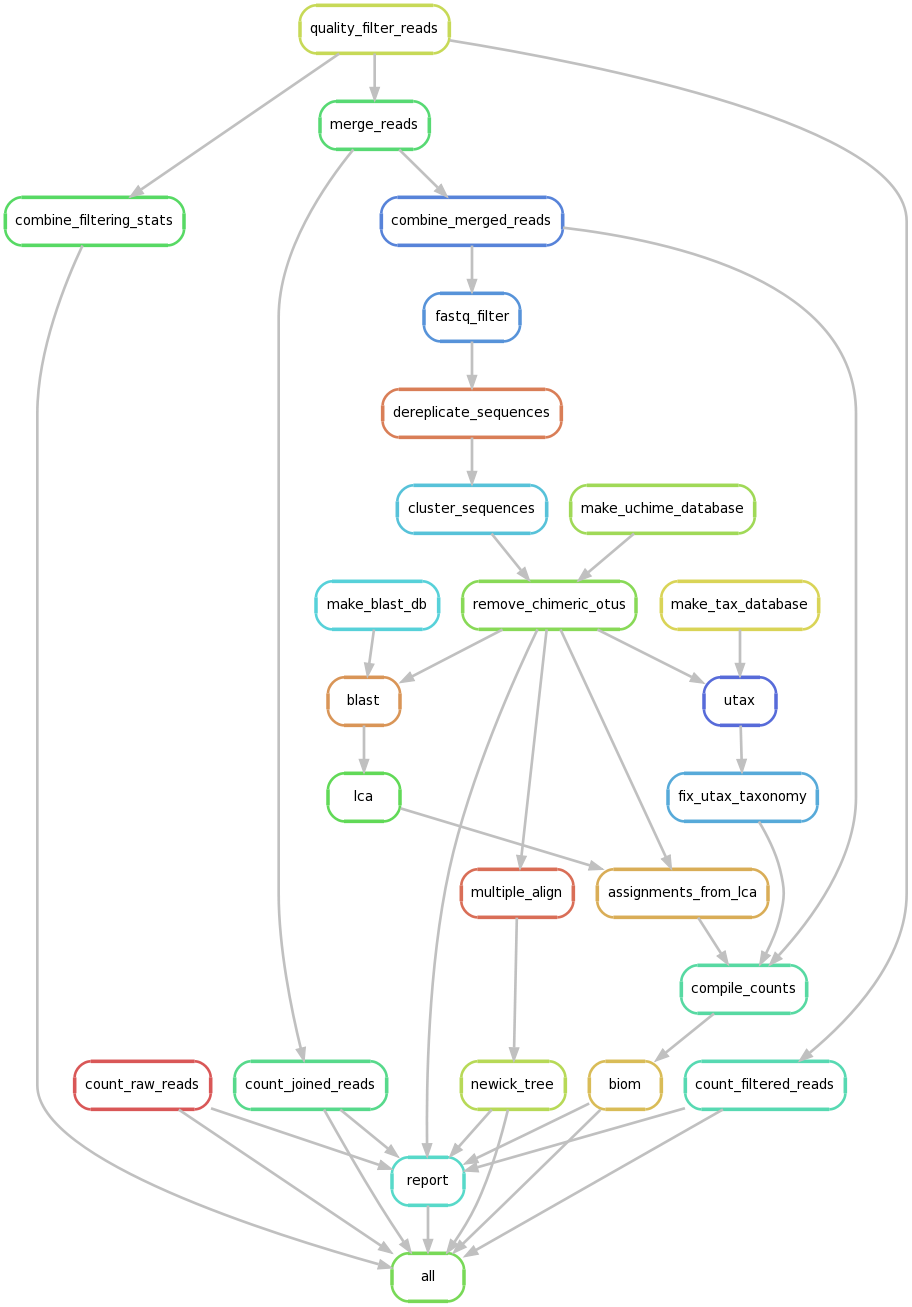 quality_filter_reads
merge_reads
combine_filtering_stats
combine_merged_reads
fastq_filter
dereplicate_sequences
cluster_sequences
make_uchime_database
make_blast_db
remove_chimeric_otus
make_tax_database
blast
utax
lca
fix_utax_taxonomy
multiple_align
assignments_from_lca
compile_counts
count_raw_reads
count_joined_reads
newick_tree
biom
count_filtered_reads
report
all